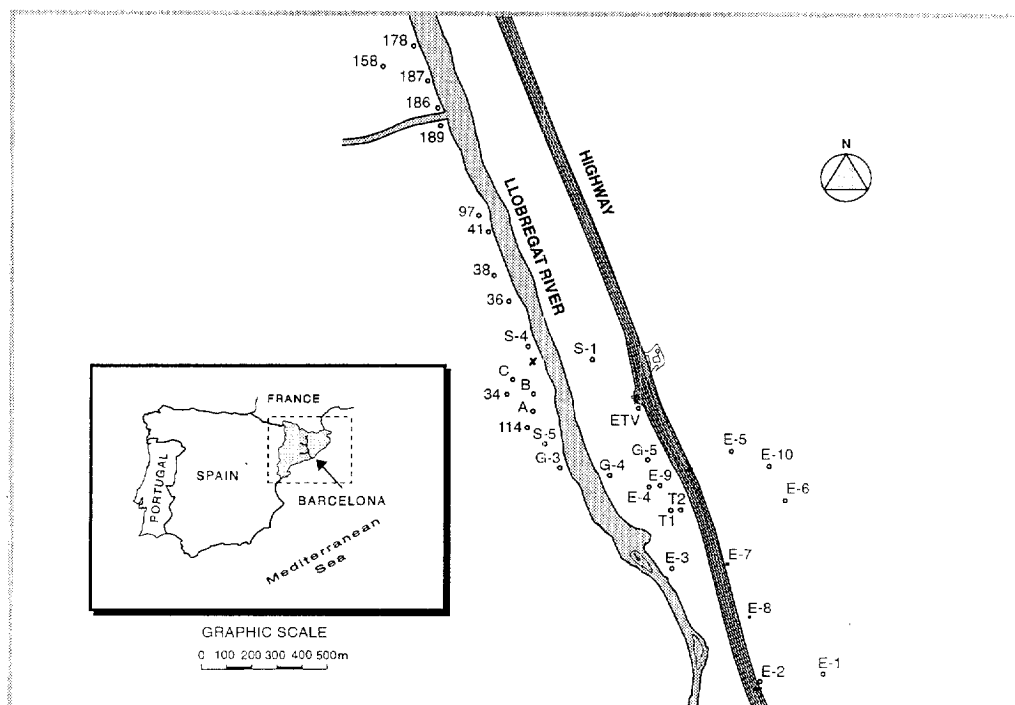 178
158
187
186
189
N
HIGHWAY
LLOBREGAT RIVER
97
41
38
36
S-4
S-1
x
C
B
34
A
114
S-5
G-3
ETV
G-5
G-4
E-9
E-4
T2
T1
E-5
E-10
E-6
E-3
E-7
E-8
E-2
E-1
FRANCE
SPAIN
PORTUGAL
BARCELONA
Mediterranean
Sea
GRAPHIC SCALE
0 100 200 300 400 500m